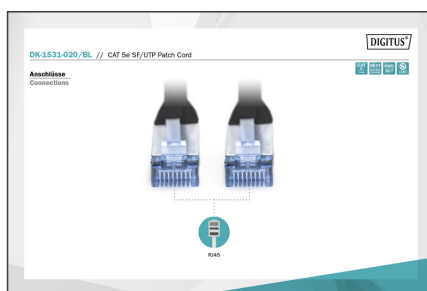 DIGITUS®
DK-1531-020/BL // CAT 5e SF/UTP Patch Cord
Anschlüsse
Connections
RJ45